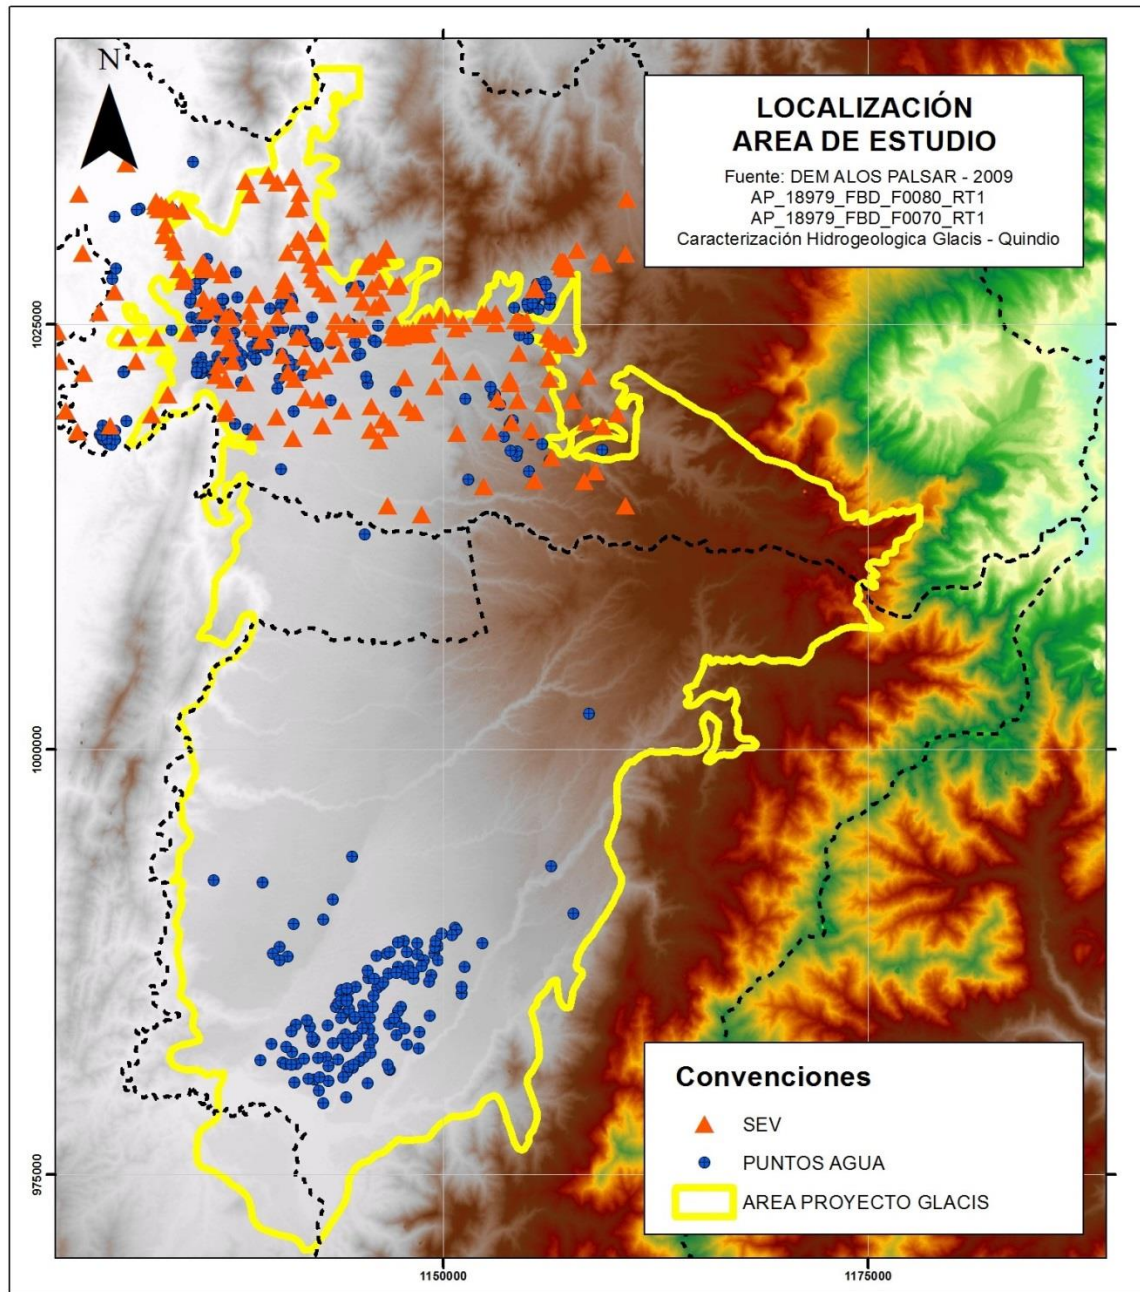 N
LOCALIZACIÓN
AREA DE ESTUDIO
Fuente: DEM ALOS PALSAR - 2009
AP_18979_FBD_F0080_RT1
AP_18979_FBD_F0070_RT1
Caracterización Hidrogeologica Glacis - Quindio
1025000
1000000
975000
Convenciones
SEV
PUNTOS AGUA
AREA PROYECTO GLACIS
1150000
1175000